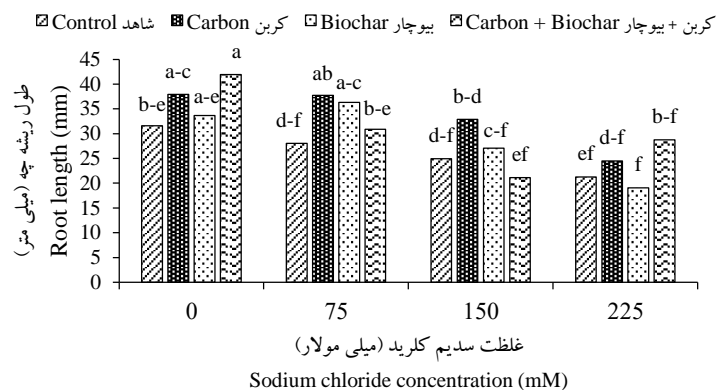 Control شاهد Carbon کربن Biochar بیوچار Carbon + Biochar کربن + بیوچار
طول ریشه چه (میلی متر)
Root length (mm)
45
40
35
30
25
20
15
10
5
0
b-e a-c a-e a
d-f ab a-c b-e
d-f b-d c-f ef
ef d-f f b-f
0 75 150 225
غلظت سدیم کلرید (میلی مولار)
Sodium chloride concentration (mM)